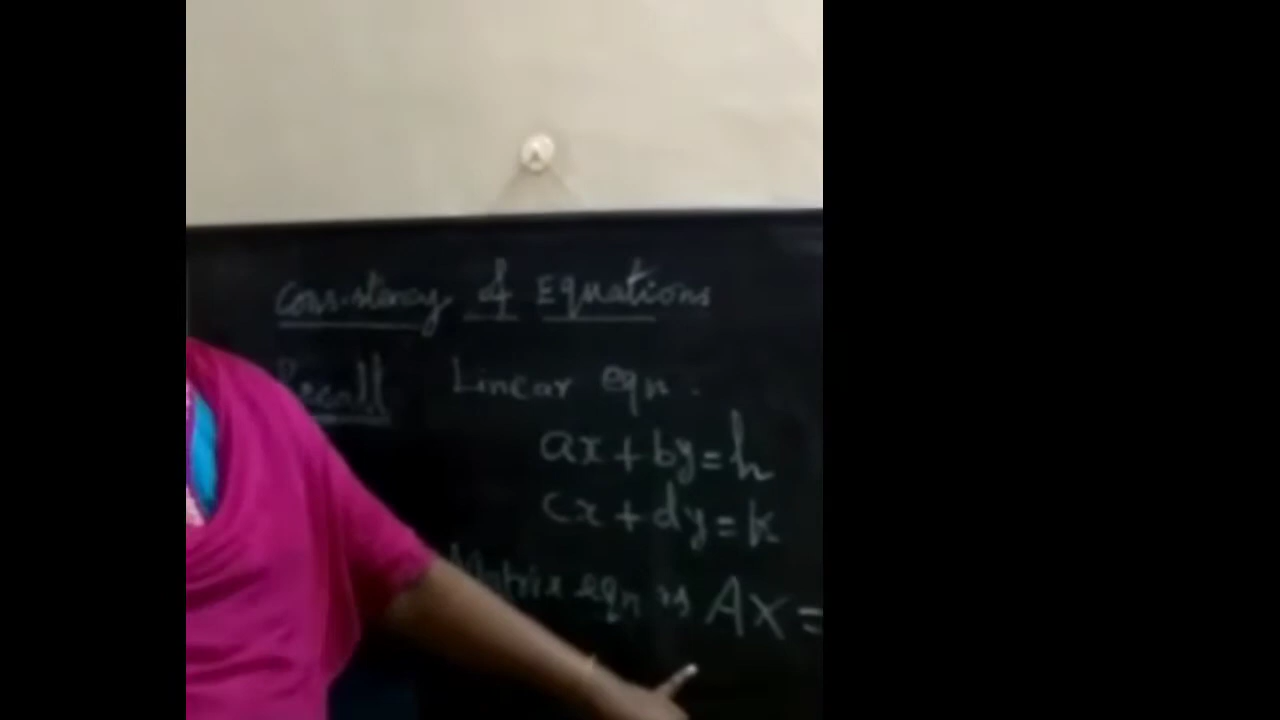 Consistency of Equations
Recall Linear eqn.
ax+by=h
cx+dy=k
Matrix eqn is AX=